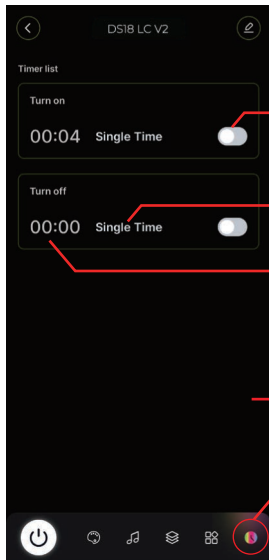 DS18 LC V2
Timer list
Turn on
00:04 Single Time
Turn off
00:00 Single Time